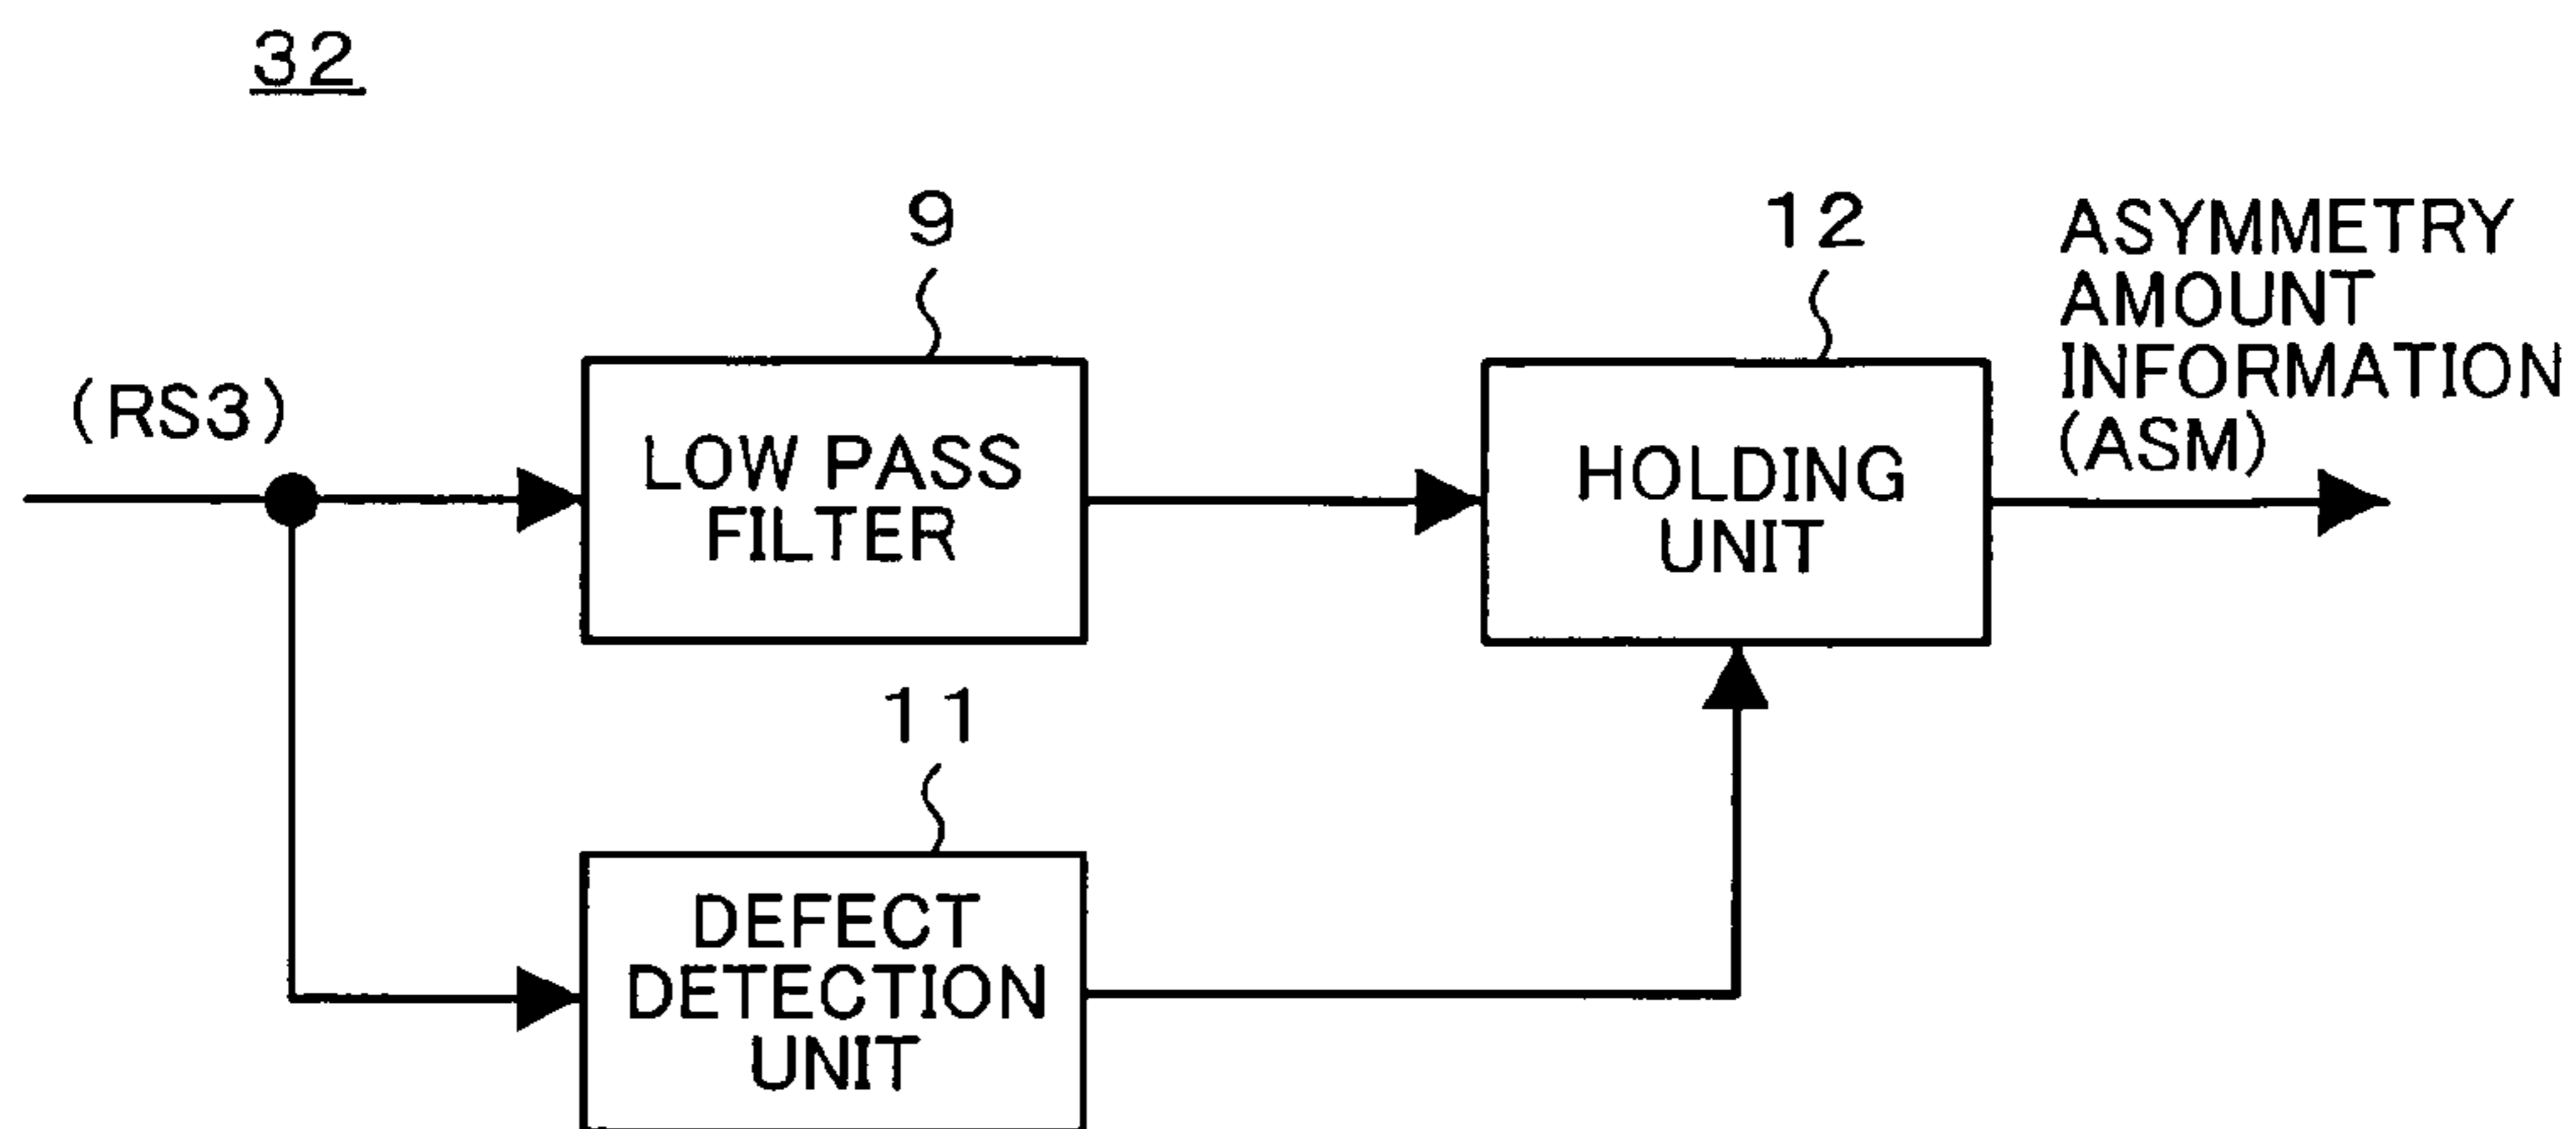 32
9
12
ASYMMETRY
AMOUNT
INFORMATION
(ASM)
(RS3)
LOW PASS
FILTER
HOLDING
UNIT
11
DEFECT
DETECTION
UNIT